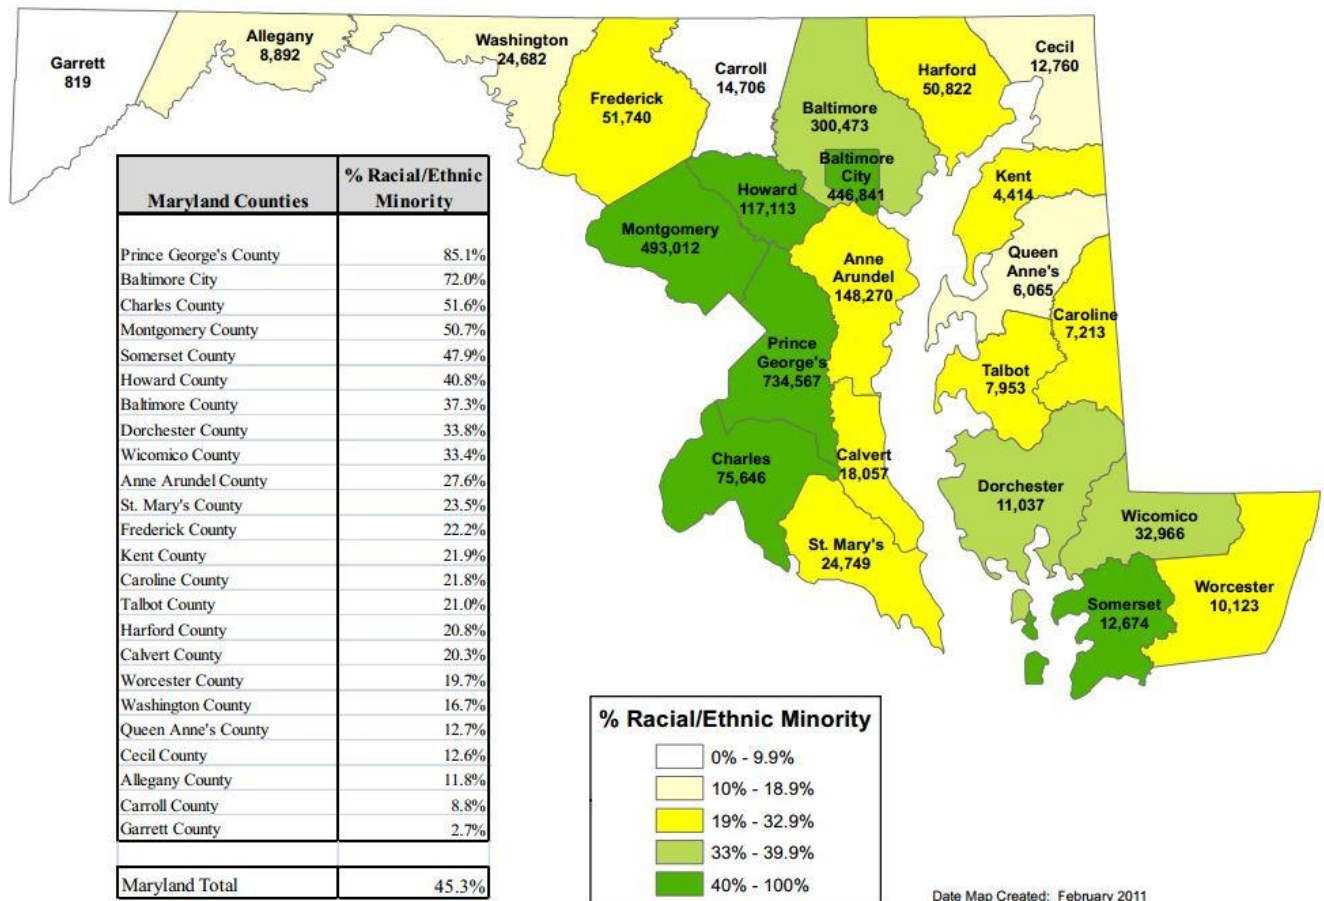 Garrett
819
Allegany
8,892
Washington
24,682
Frederick
51,740
Carroll
14,706
Baltimore
300,473
Baltimore
City
446,841
Harford
50,822
Cecil
12,760
Kent
4,414
Queen
Anne's
6,065
Caroline
7,213
Talbot
7,953
Howard
117,113
Montgomery
493,012
Anne
Arundel
148,270
Prince
George's
734,567
Charles
75,646
Calvert
18,057
St. Mary's
24,749
Dorchester
11,037
Wicomico
32,966
Somerset
12,674
Worcester
10,123
Maryland Counties
% Racial/Ethnic
Minority
Prince George's County 85.1%
Baltimore City 72.0%
Charles County 51.6%
Montgomery County 50.7%
Somerset County 47.9%
Howard County 40.8%
Baltimore County 37.3%
Dorchester County 33.8%
Wicomico County 33.4%
Anne Arundel County 27.6%
St. Mary's County 23.5%
Frederick County 22.2%
Kent County 21.9%
Caroline County 21.8%
Talbot County 21.0%
Harford County 20.8%
Calvert County 20.3%
Worcester County 19.7%
Washington County 16.7%
Queen Anne's County 12.7%
Cecil County 12.6%
Allegany County 11.8%
Carroll County 8.8%
Garrett County 2.7%
Maryland Total 45.3%
% Racial/Ethnic Minority
0% - 9.9%
10% - 18.9%
19% - 32.9%
33% - 39.9%
40% - 100%
Date Map Created: February 2011